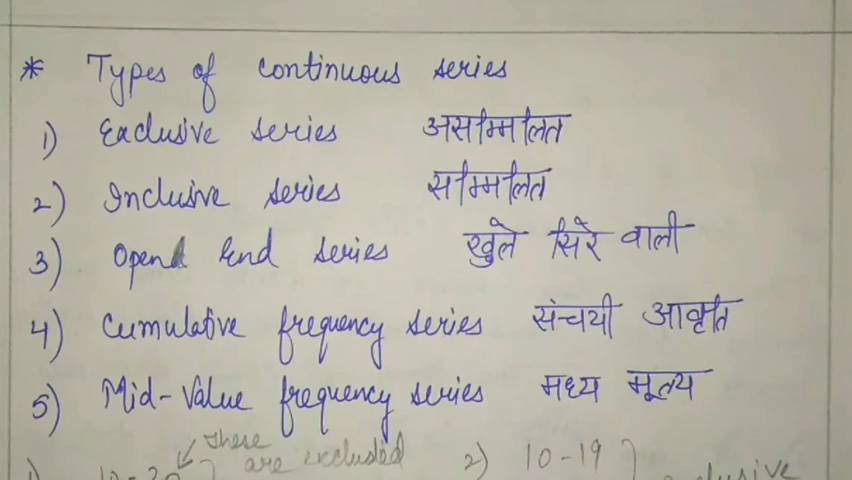 * Types of continuous series
1) Exclusive series असम्मिलित
2) Inclusive series सम्मिलित
3) Open End series खुले सिरे वाली
4) Cumulative frequency series संचयी आवृत्ति
5) Mid-Value frequency series मध्य मूल्य
these
are excluded
2) 10-19